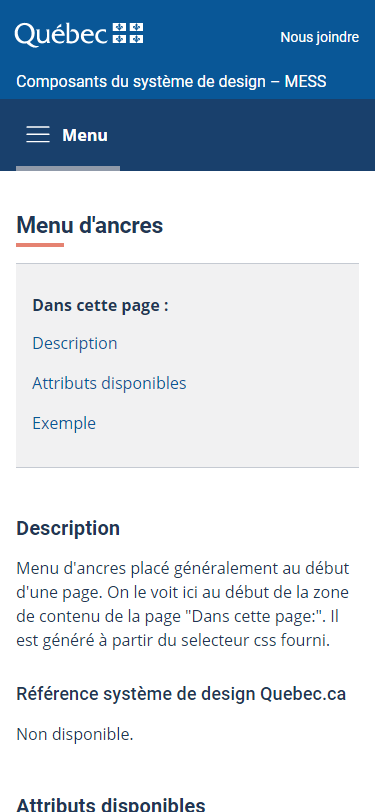 Québec
Nous joindre
Composants du système de design – MESS
Menu
Menu d'ancres
Dans cette page :
Description
Attributs disponibles
Exemple
Description
Menu d'ancres placé généralement au début
d'une page. On le voit ici au début de la zone
de contenu de la page "Dans cette page:". Il
est généré à partir du selecteur css fourni.
Référence système de design Quebec.ca
Non disponible.
Attributs disponibles